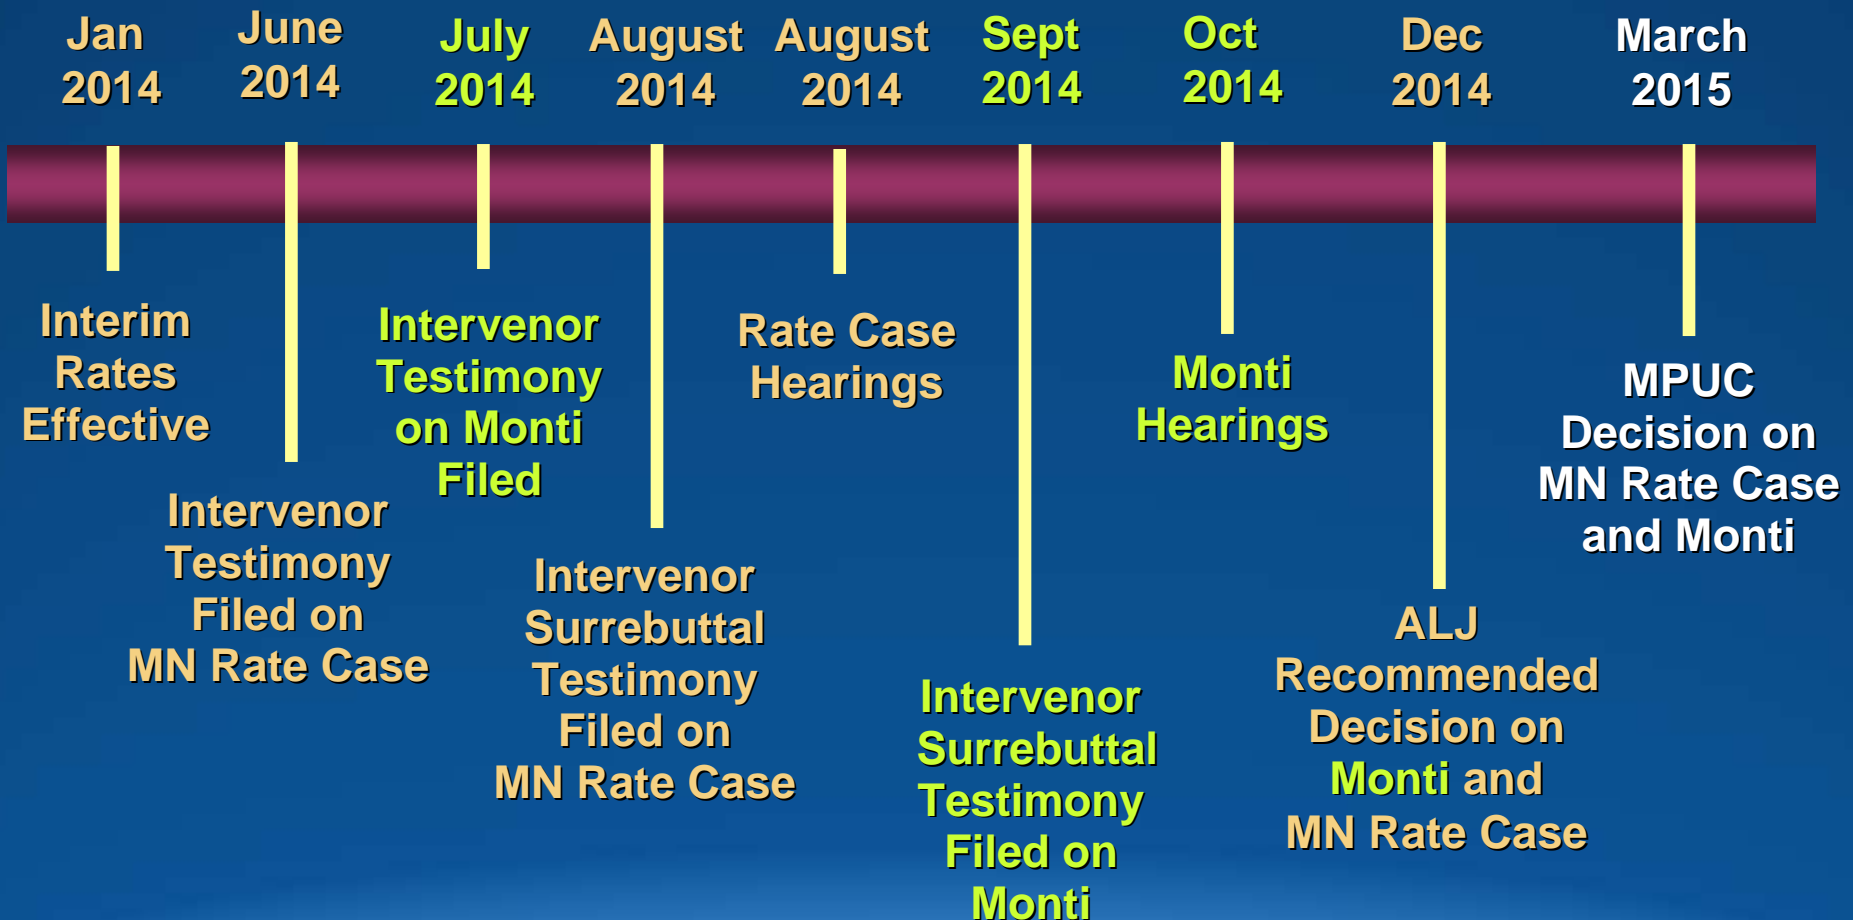 Jan
2014
June
2014
July
2014
August
2014
August
2014
Sept
2014
Oct
2014
Dec
2014
March
2015
Interim
Rates
Effective
Intervenor
Testimony
Filed on
MN Rate Case
Intervenor
Testimony
on Monti
Filed
Intervenor
Surrebuttal
Testimony
Filed on
MN Rate Case
Rate Case
Hearings
Intervenor
Surrebuttal
Testimony
Filed on
Monti
Monti
Hearings
ALJ
Recommended
Decision on
Monti and
MN Rate Case
MPUC
Decision on
MN Rate Case
and Monti